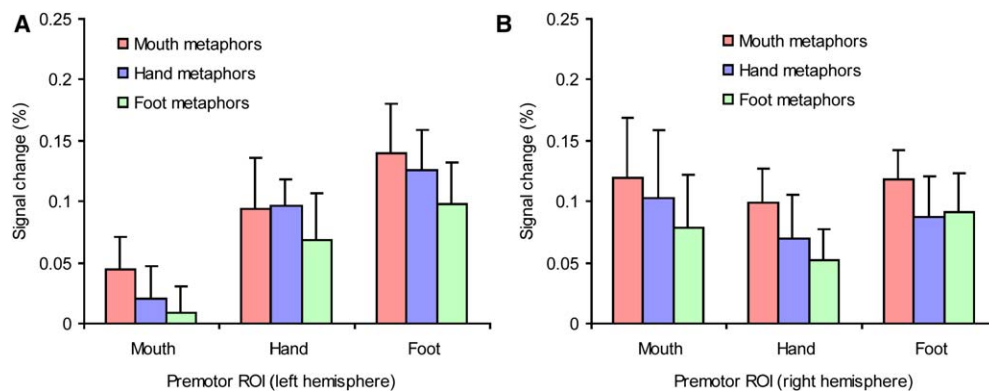 A
0.25
0.2
0.15
0.1
0.05
0
Signal change (%)
Mouth metaphors
Hand metaphors
Foot metaphors
Mouth
Hand
Foot
Premotor ROI (left hemisphere)
B
0.25
0.2
0.15
0.1
0.05
0
Signal change (%)
Mouth metaphors
Hand metaphors
Foot metaphors
Mouth
Hand
Foot
Premotor ROI (right hemisphere)